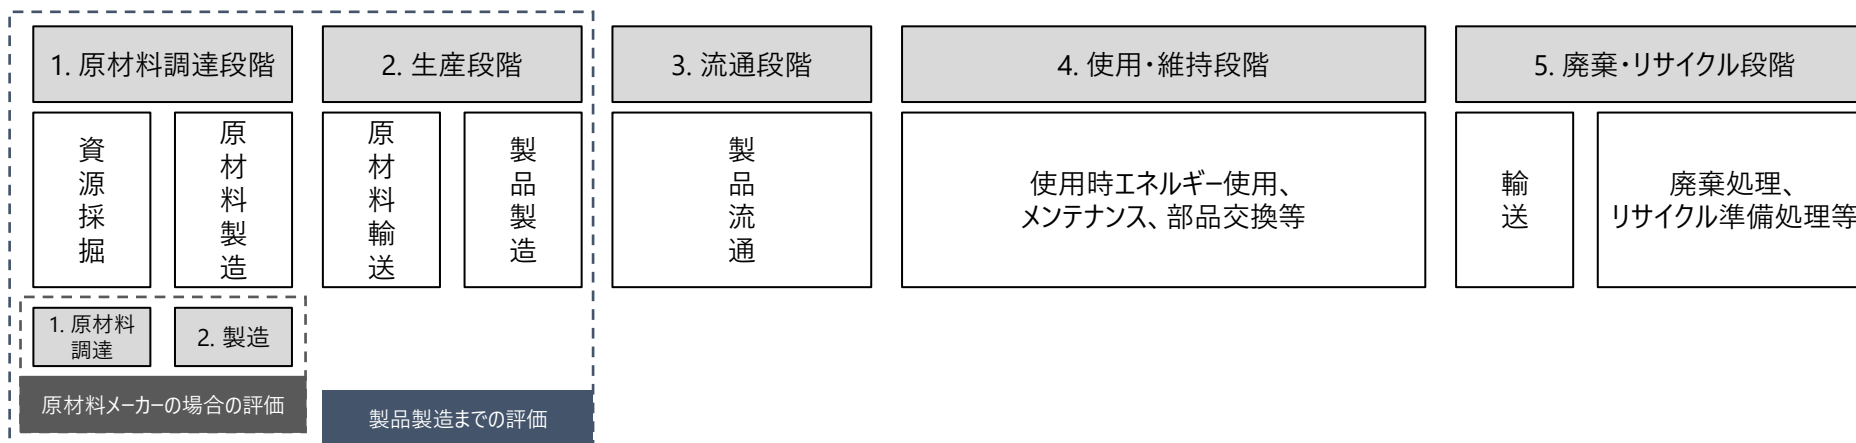 1. 原材料調達段階
2. 生産段階
3. 流通段階
4. 使用・維持段階
5. 廃棄・リサイクル段階
資源採掘
原材料製造
原材料輸送
製品製造
製品流通
使用時エネルギー使用、
メンテナンス、部品交換等
輸送
廃棄処理、
リサイクル準備処理等
1. 原材料
調達
2. 製造
原材料メーカーの場合の評価
製品製造までの評価